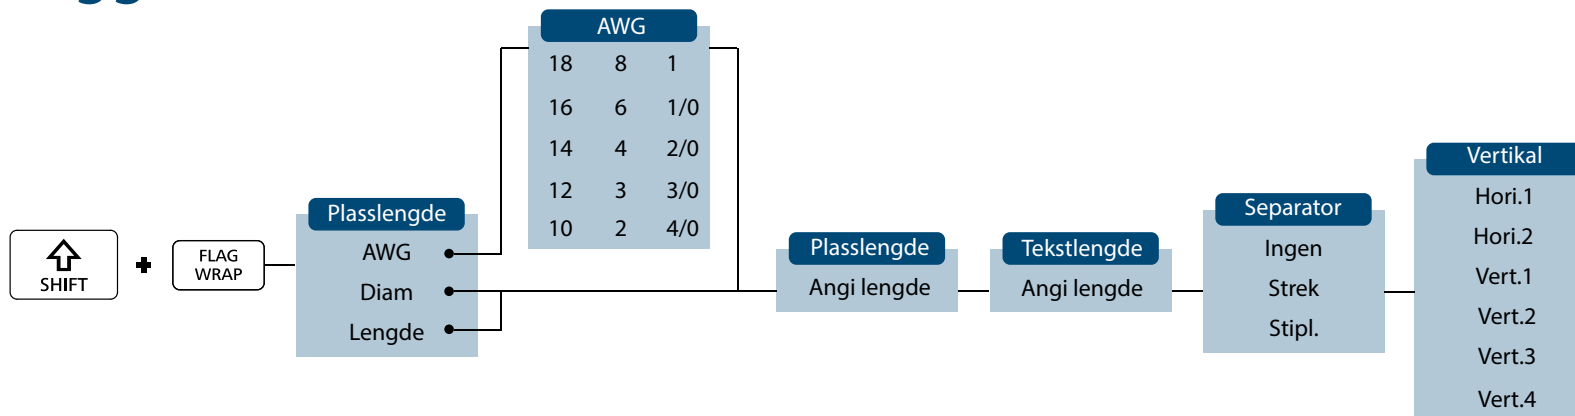 SHIFT
+
FLAG
WRAP
Plasslengde
AWG
Diam
Lengde
AWG
18 8 1
16 6 1/0
14 4 2/0
12 3 3/0
10 2 4/0
Plasslengde
Angi lengde
Tekstlengde
Angi lengde
Separator
Ingen
Strek
Stipl.
Vertikal
Hori.1
Hori.2
Vert.1
Vert.2
Vert.3
Vert.4